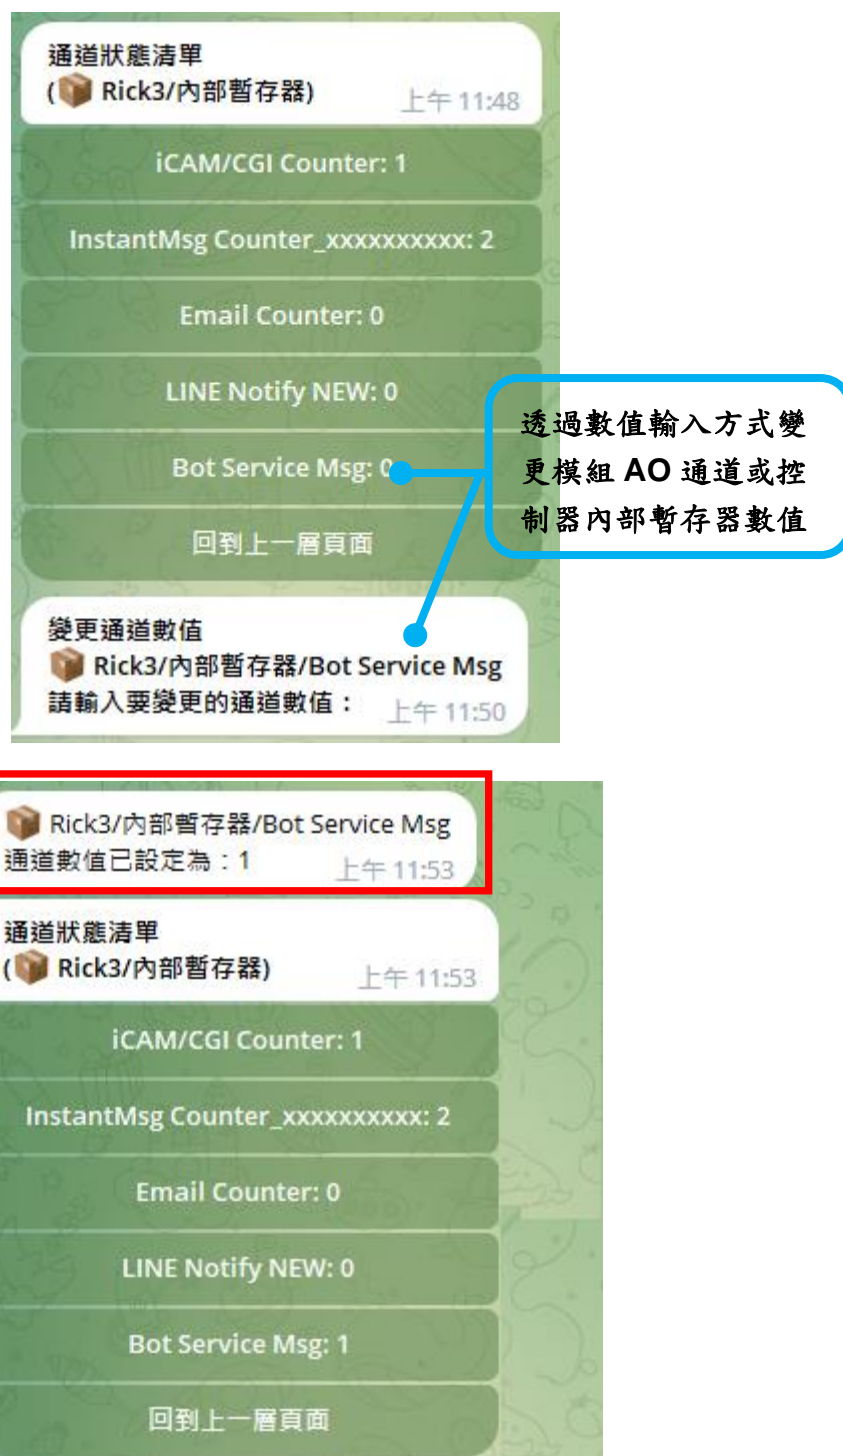 通道狀態清單
(📦 Rick3/內部暫存器)
上午 11:48
iCAM/CGI Counter: 1
InstantMsg Counter_xxxxxxxxxx: 2
Email Counter: 0
LINE Notify NEW: 0
Bot Service Msg: 0
回到上一層頁面
透過數值輸入方式變
更模組 AO 通道或控
制器內部暫存器數值
變更通道數值
📦 Rick3/內部暫存器/Bot Service Msg
請輸入要變更的通道數值：
上午 11:50
📦 Rick3/內部暫存器/Bot Service Msg
通道數值已設定為：1
上午 11:53
通道狀態清單
(📦 Rick3/內部暫存器)
上午 11:53
iCAM/CGI Counter: 1
InstantMsg Counter_xxxxxxxxxx: 2
Email Counter: 0
LINE Notify NEW: 0
Bot Service Msg: 1
回到上一層頁面